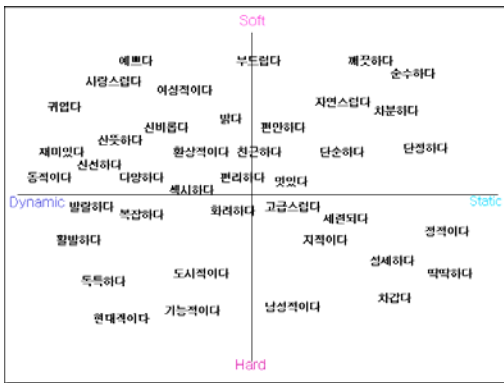 Soft
예쁘다
부드럽다
깨끗하다
순수하다
사랑스럽다
여성적이다
귀엽다
자연스럽다
차분하다
밝다
신비롭다
편안하다
산뜻하다
재미있다
환상적이다
친근하다
단순하다
단정하다
신선하다
동적이다
다양하다
편리하다
멋있다
섹시하다
Dynamic
Static
발랄하다
복잡하다
화려하다
고급스럽다
세련되다
활발하다
지적이다
정적이다
섬세하다
도시적이다
딱딱하다
독특하다
차갑다
기능적이다
남성적이다
현대적이다
Hard